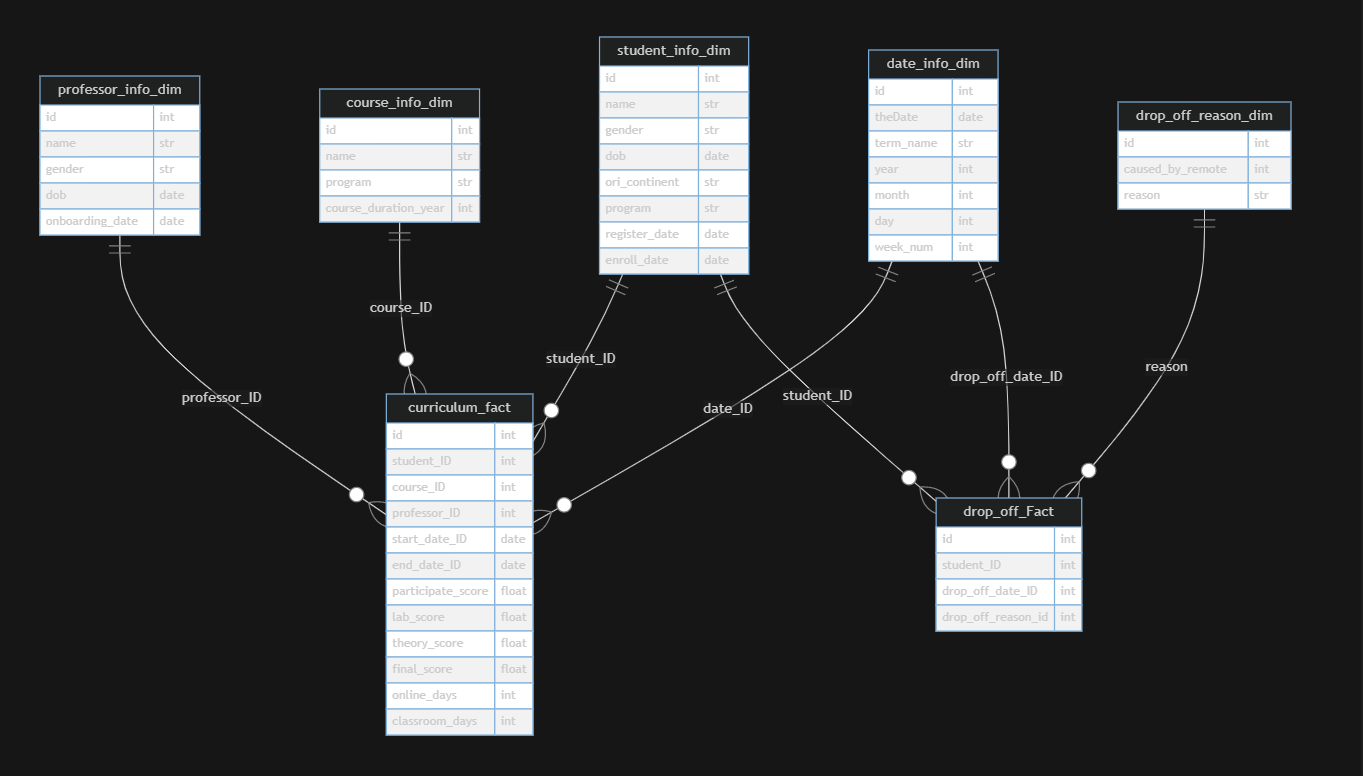 professor_info_dim
id int
name str
gender str
dob date
onboarding_date date
course_info_dim
id int
name str
program str
course_duration_year int
student_info_dim
id int
name str
gender str
dob date
ori_continent str
program str
register_date date
enroll_date date
date_info_dim
id int
theDate date
term_name str
year int
month int
day int
week_num int
drop_off_reason_dim
id int
caused_by_remote int
reason str
professor_ID
course_ID
student_ID
date_ID
student_ID
drop_off_date_ID
reason
curriculum_fact
id int
student_ID int
course_ID int
professor_ID int
start_date_ID date
end_date_ID date
participate_score float
lab_score float
theory_score float
final_score float
online_days int
classroom_days int
drop_off_Fact
id int
student_ID int
drop_off_date_ID int
drop_off_reason_id int